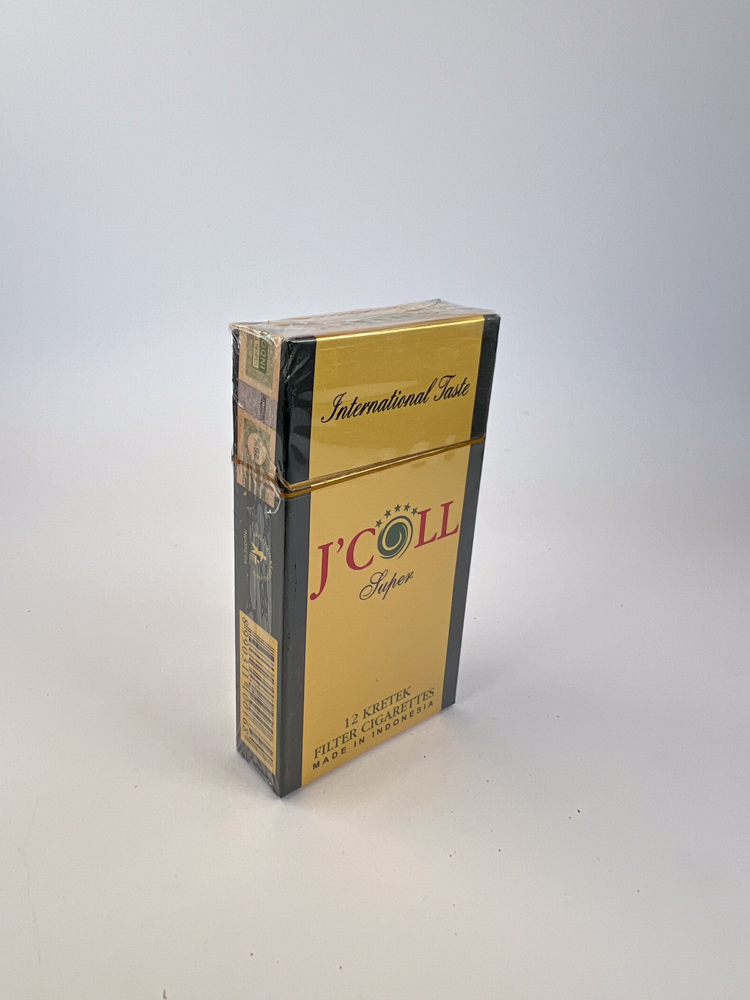 International Taste
J'COLL
Super
12 KRETEK
FILTER CIGARETTES
MADE IN INDONESIA